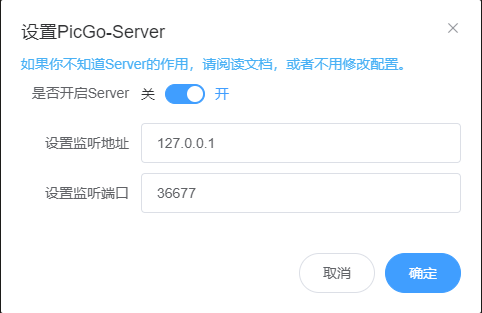 设置PicGo-Server
如果你不知道Server的作用，请阅读文档，或者不用修改配置。
是否开启Server 关 开
设置监听地址 127.0.0.1
设置监听端口 36677
取消 确定